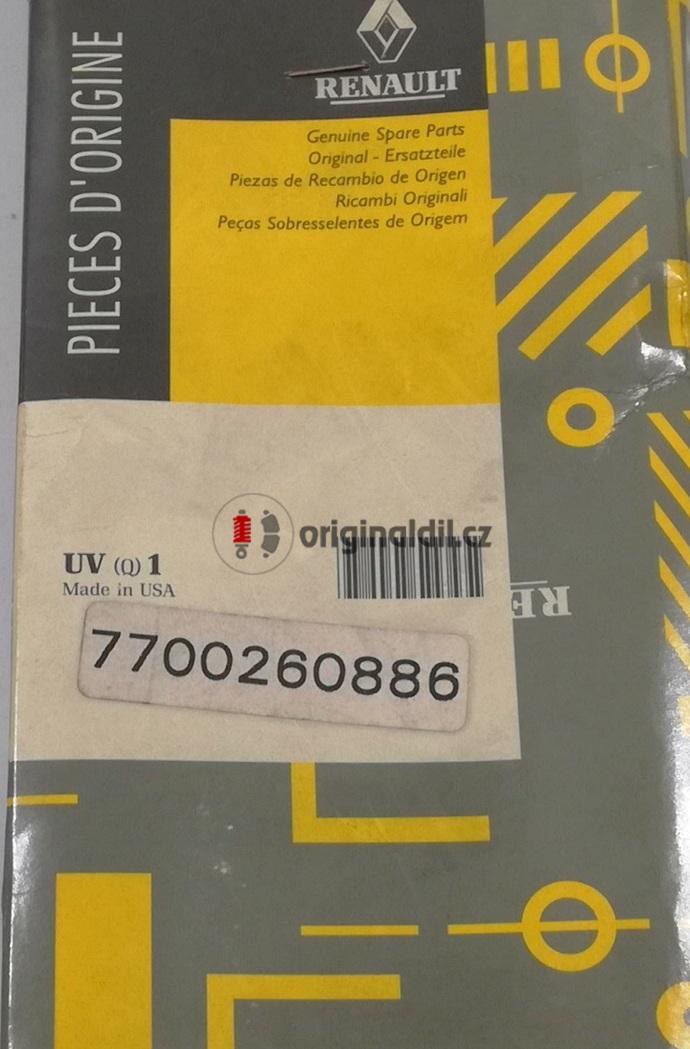 PIECES D'ORIGINE
RENAULT
Genuine Spare Parts
Original - Ersatzteile
Piezas de Recambio de Origen
Ricambi Originali
Peças Sobresselentes de Origem
originaldil.cz
UV (Q) 1
Made in USA
RE
7700260886